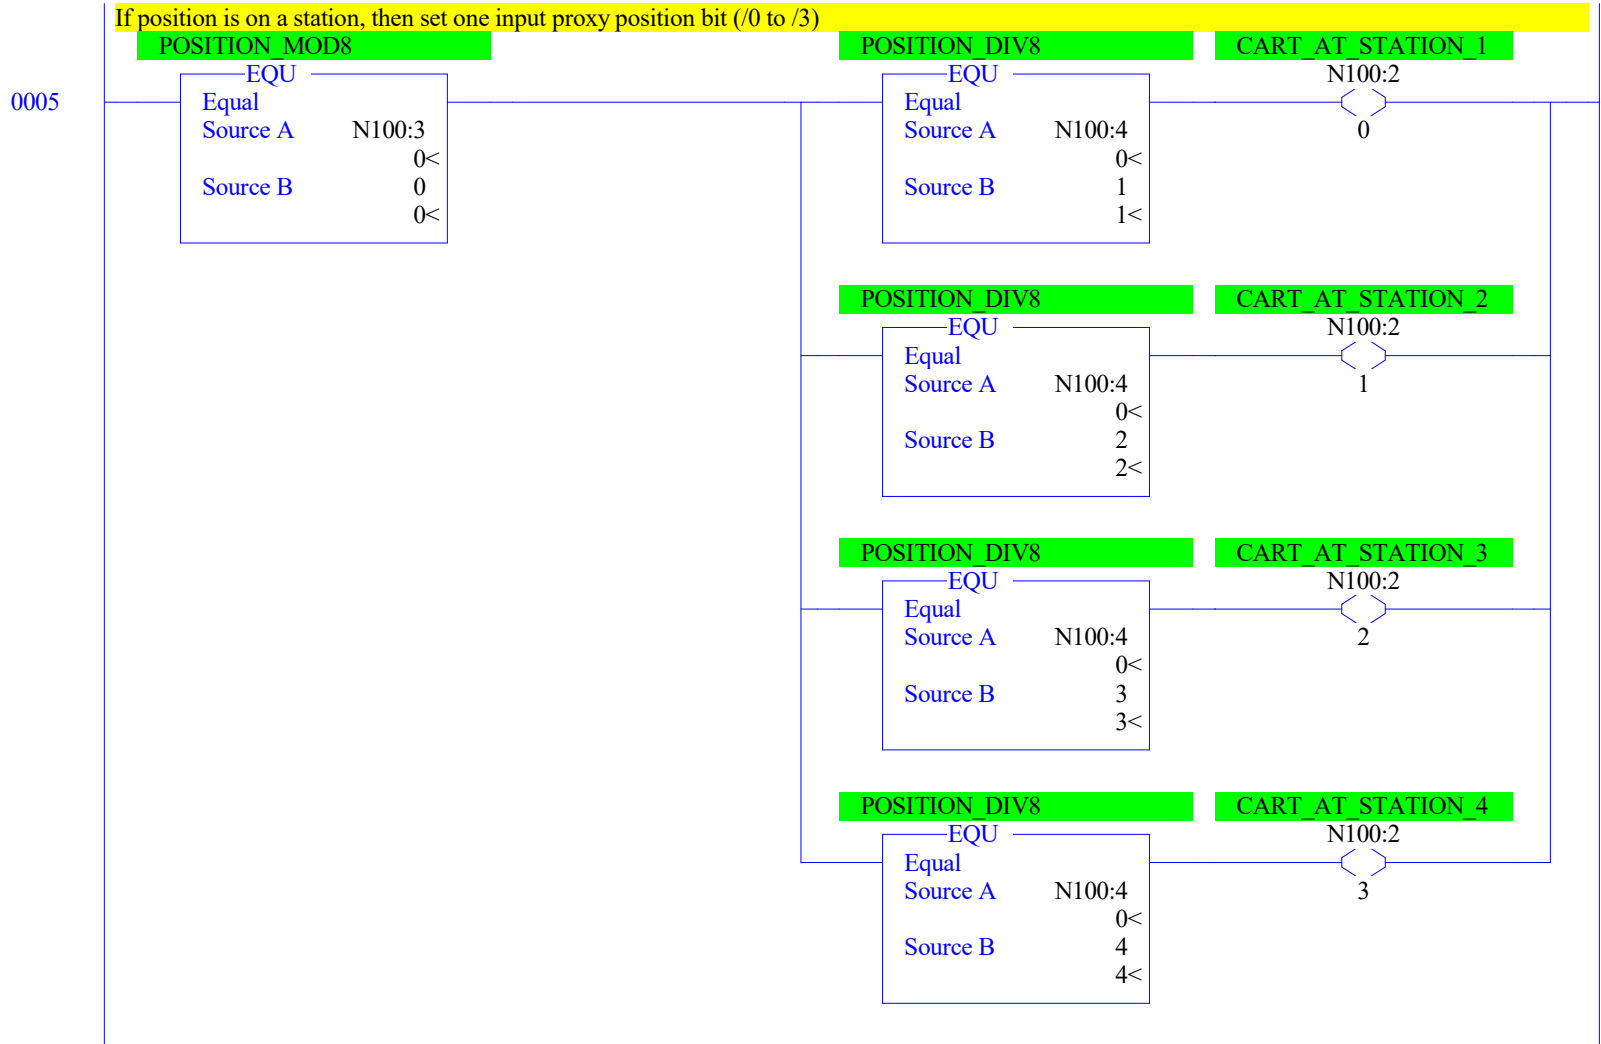 If position is on a station, then set one input proxy position bit (/0 to /3)
POSITION_MOD8 POSITION_DIV8 CART_AT_STATION_1
EQU EQU N100:2
0005 Equal Equal
Source A N100:3 Source A N100:4 0
0< 0<
Source B 0 Source B 1
0< 1<
POSITION_DIV8 CART_AT_STATION_2
EQU N100:2
Equal
Source A N100:4 1
0<
Source B 2
2<
POSITION_DIV8 CART_AT_STATION_3
EQU N100:2
Equal
Source A N100:4 2
0<
Source B 3
3<
POSITION_DIV8 CART_AT_STATION_4
EQU N100:2
Equal
Source A N100:4 3
0<
Source B 4
4<